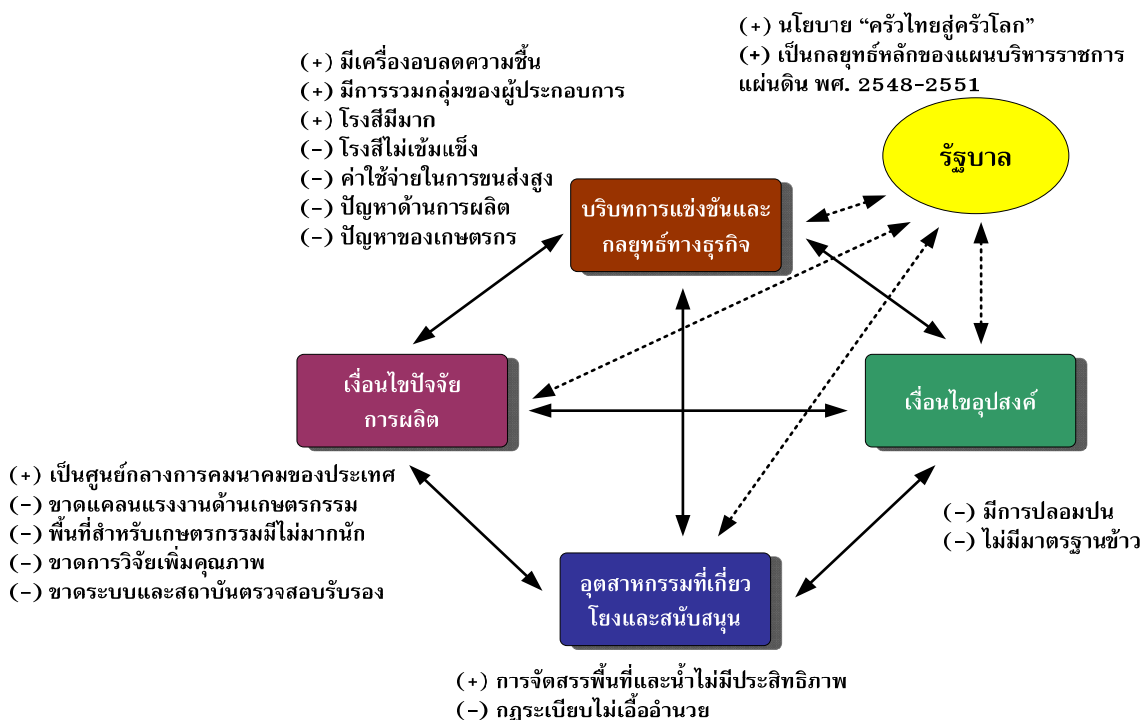 (+) นโยบาย “ครัวไทยสู่ครัวโลก”
(+) เป็นกลยุทธ์หลักของแผนบริหารราชการ
แผ่นดิน พศ. 2548-2551
(+) มีเครื่องอบลดความชื้น
(+) มีการรวมกลุ่มของผู้ประกอบการ
(+) โรงสีมีมาก
(-) โรงสีไม่เข้มแข็ง
(-) ค่าใช้จ่ายในการขนส่งสูง
(-) ปัญหาด้านการผลิต
(-) ปัญหาของเกษตรกร
รัฐบาล
บริบทการแข่งขันและ
กลยุทธ์ทางธุรกิจ
เงื่อนไขปัจจัย
การผลิต
เงื่อนไขอุปสงค์
(+) เป็นศูนย์กลางการคมนาคมของประเทศ
(-) ขาดแคลนแรงงานด้านเกษตรกรรม
(-) พื้นที่สำหรับเกษตรกรรมมีไม่มากนัก
(-) ขาดการวิจัยเพิ่มคุณภาพ
(-) ขาดระบบและสถาบันตรวจสอบรับรอง
(-) มีการปลอมปน
(-) ไม่มีมาตรฐานข้าว
อุตสาหกรรมที่เกี่ยว
โยงและสนับสนุน
(+) การจัดสรรพื้นที่และน้ำไม่มีประสิทธิภาพ
(-) กฎระเบียบไม่เอื้ออำนวย